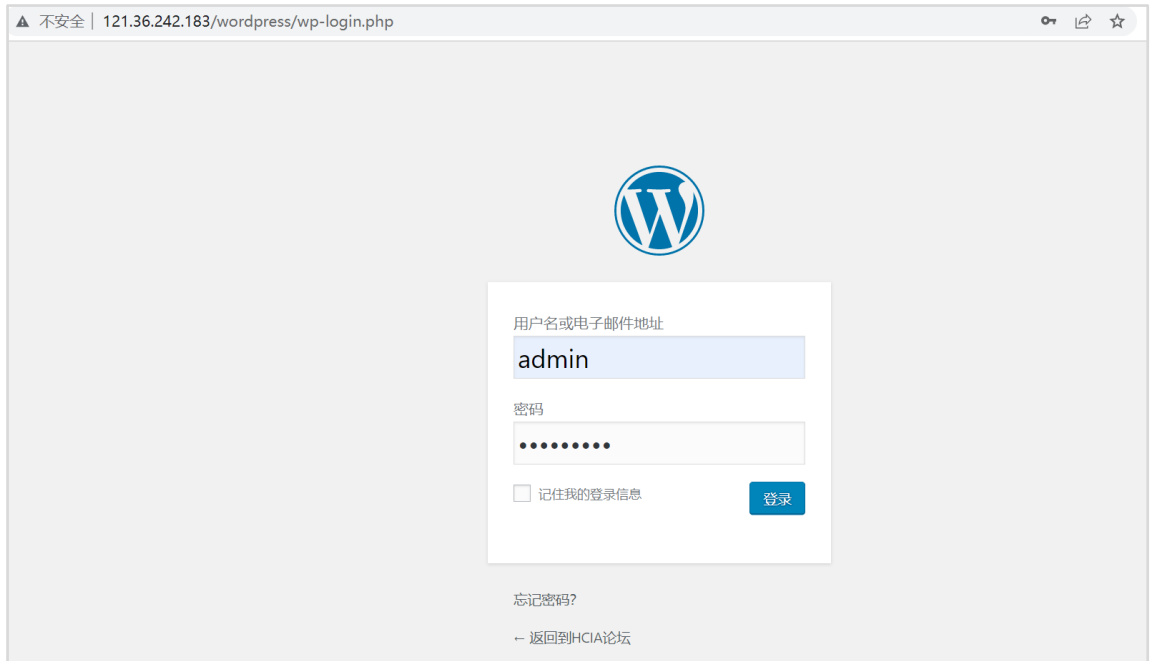 不安全 121.36.242.183/wordpress/wp-login.php
用户名或电子邮件地址
admin
密码
•••••••••
记住我的登录信息
登录
忘记密码?
← 返回到HCIA论坛